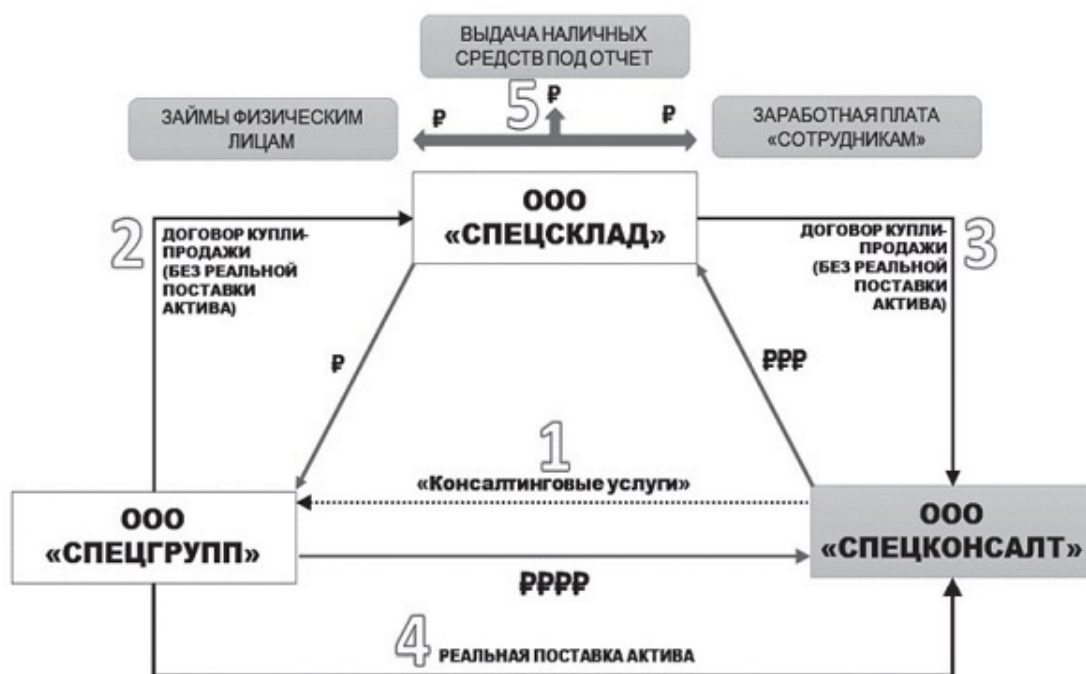 ВЫДАЧА НАЛИЧНЫХ
СРЕДСТВ ПОД ОТЧЕТ
5
₽
₽
₽
ЗАЙМЫ ФИЗИЧЕСКИМ
ЛИЦАМ
ЗАРАБОТНАЯ ПЛАТА
«СОТРУДНИКАМ»
ООО
«СПЕЦСКЛАД»
2
ДОГОВОР КУПЛИ-
ПРОДАЖИ
(БЕЗ РЕАЛЬНОЙ
ПОСТАВКИ
АКТИВА)
ДОГОВОР КУПЛИ-
ПРОДАЖИ
(БЕЗ РЕАЛЬНОЙ
ПОСТАВКИ
АКТИВА)
3
₽
₽₽₽
1
«Консалтинговые услуги»
ООО
«СПЕЦГРУПП»
ООО
«СПЕЦКОНСАЛТ»
₽₽₽₽
4 РЕАЛЬНАЯ ПОСТАВКА АКТИВА